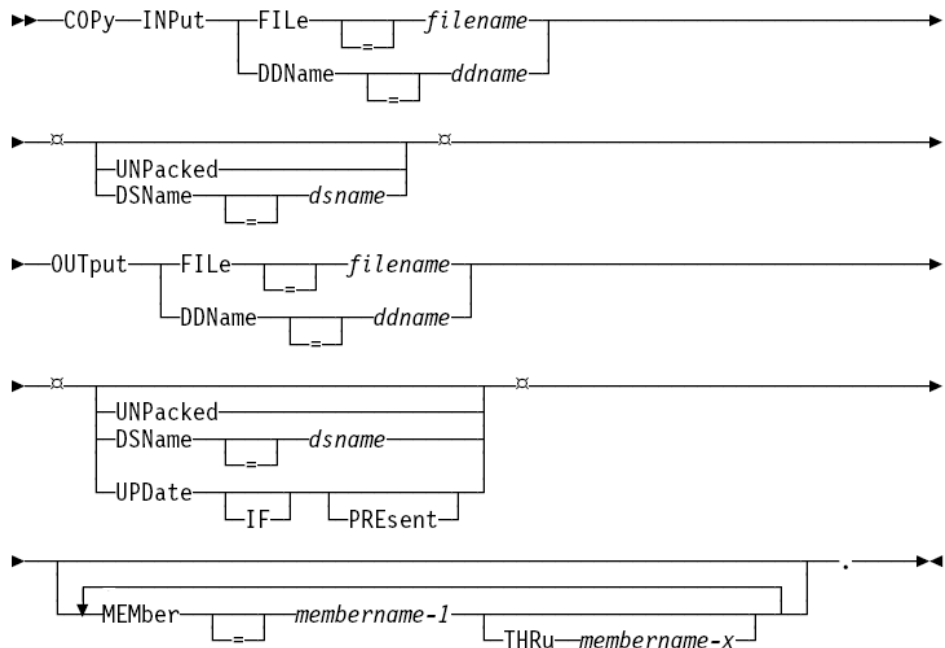 COPy INPut FILe = filename
DDName = ddname
¤ ¤
UNPacked
DSName = dsname
OUTput FILe = filename
DDName = ddname
¤ ¤
UNPacked
DSName = dsname
UPDate IF PREsent
.
MEMber = membername-1
THRu membername-x